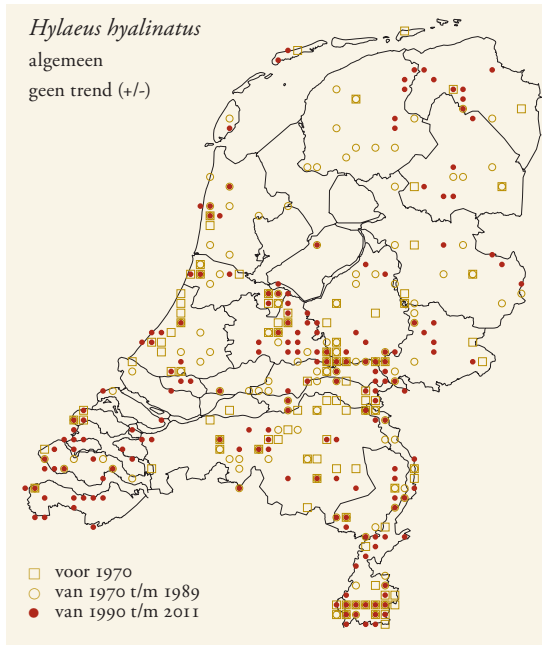 Hylaeus hyalinatus
algemeen
geen trend (+/-)
voor 1970
van 1970 t/m 1989
van 1990 t/m 2011